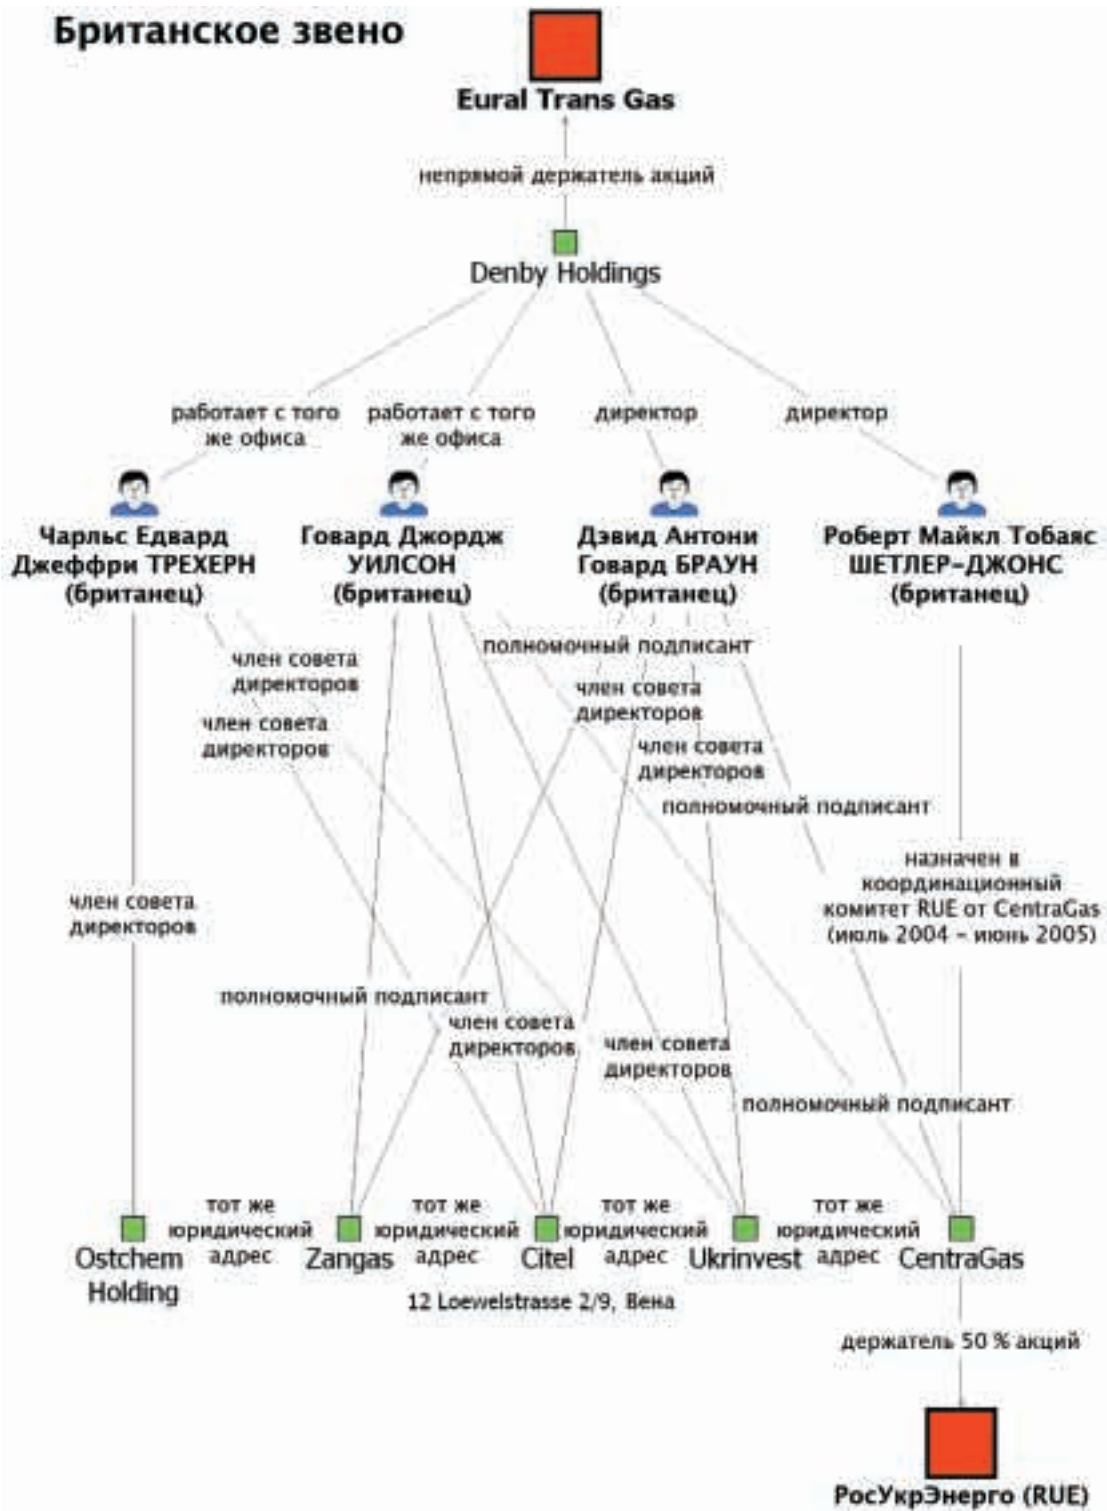 Британское звено
Eural Trans Gas
непрямой держатель акций
Denby Holdings
работает с того
же офиса
работает с того
же офиса
директор
директор
Чарльс Едвард
Джеффри ТРЕХЕРН
(британец)
Говард Джордж
УИЛСОН
(британец)
Дэвид Антони
Говард БРАУН
(британец)
Роберт Майкл Тобаяс
ШЕТЛЕР-ДЖОНС
(британец)
член совета
директоров
член совета
директоров
полномочный подписант
член совета
директоров
член совета
директоров
полномочный подписант
член совета
директоров
назначен в
координационный
комитет RUE от CentraGas
(июль 2004 – июнь 2005)
полномочный подписант
член совета
директоров
член совета
директоров
полномочный подписант
Ostchem
Holding
тот же
юридический
адрес
Zangas
тот же
юридический
адрес
Citel
тот же
юридический
адрес
Ukrinvest
тот же
юридический
адрес
CentraGas
12 Loewelstrasse 2/9, Вена
держатель 50 % акций
РосУкрЭнерго (RUE)